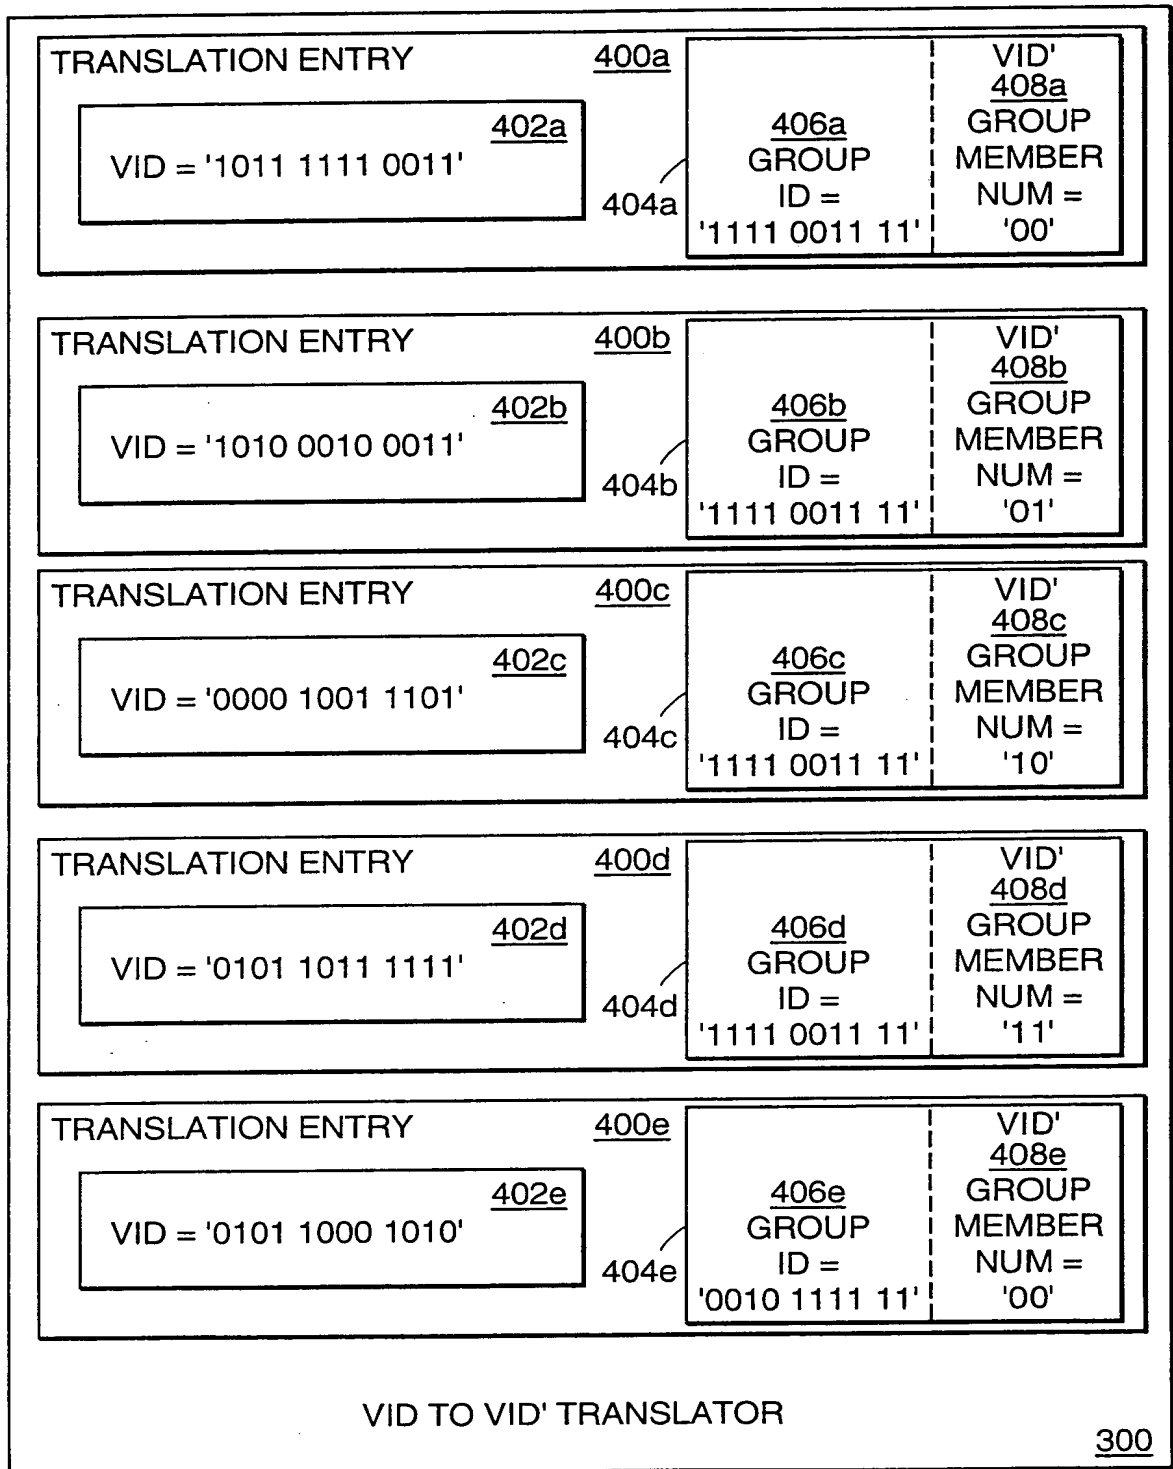 TRANSLATION ENTRY 400a
402a
VID = '1011 1111 0011'
404a
406a
GROUP
ID =
'1111 0011 11'
VID'
408a
GROUP
MEMBER
NUM =
'00'
TRANSLATION ENTRY 400b
402b
VID = '1010 0010 0011'
404b
406b
GROUP
ID =
'1111 0011 11'
VID'
408b
GROUP
MEMBER
NUM =
'01'
TRANSLATION ENTRY 400c
402c
VID = '0000 1001 1101'
404c
406c
GROUP
ID =
'1111 0011 11'
VID'
408c
GROUP
MEMBER
NUM =
'10'
TRANSLATION ENTRY 400d
402d
VID = '0101 1011 1111'
404d
406d
GROUP
ID =
'1111 0011 11'
VID'
408d
GROUP
MEMBER
NUM =
'11'
TRANSLATION ENTRY 400e
402e
VID = '0101 1000 1010'
404e
406e
GROUP
ID =
'0010 1111 11'
VID'
408e
GROUP
MEMBER
NUM =
'00'
VID TO VID' TRANSLATOR
300